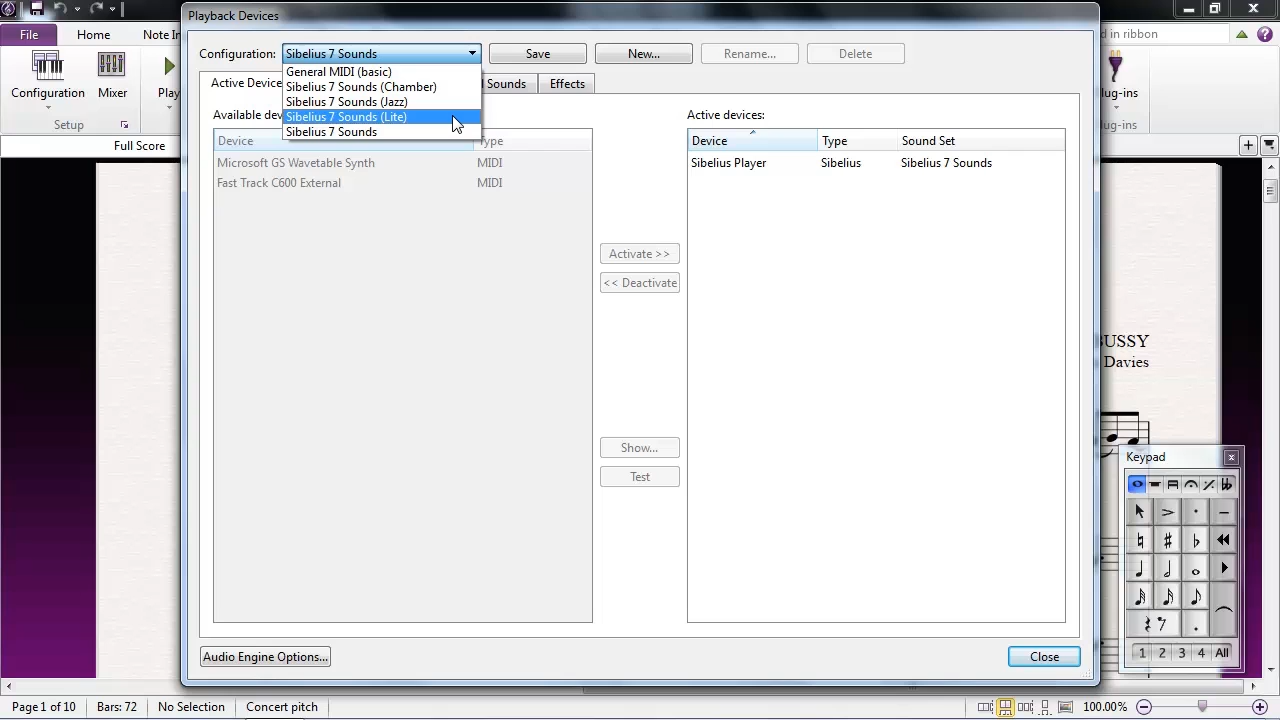 Playback Devices
File Home Note In
d in ribbon
Configuration: Sibelius 7 Sounds Save New... Rename... Delete
General MIDI (basic)
Sibelius 7 Sounds (Chamber)
Sibelius 7 Sounds (Jazz)
Sibelius 7 Sounds (Lite)
Sibelius 7 Sounds
Active Devic Sounds Effects
Configuration Mixer Play
lug-ins
Setup
lug-ins
Full Score
Available dev Active devices:
Device Type
Microsoft GS Wavetable Synth MIDI
Fast Track C600 External MIDI
Device Type Sound Set
Sibelius Player Sibelius Sibelius 7 Sounds
Activate >>
<< Deactivate
Show...
Test
BUSSY
Davies
Keypad
1 2 3 4 All
Audio Engine Options... Close
Page 1 of 10 Bars: 72 No Selection Concert pitch 100.00%